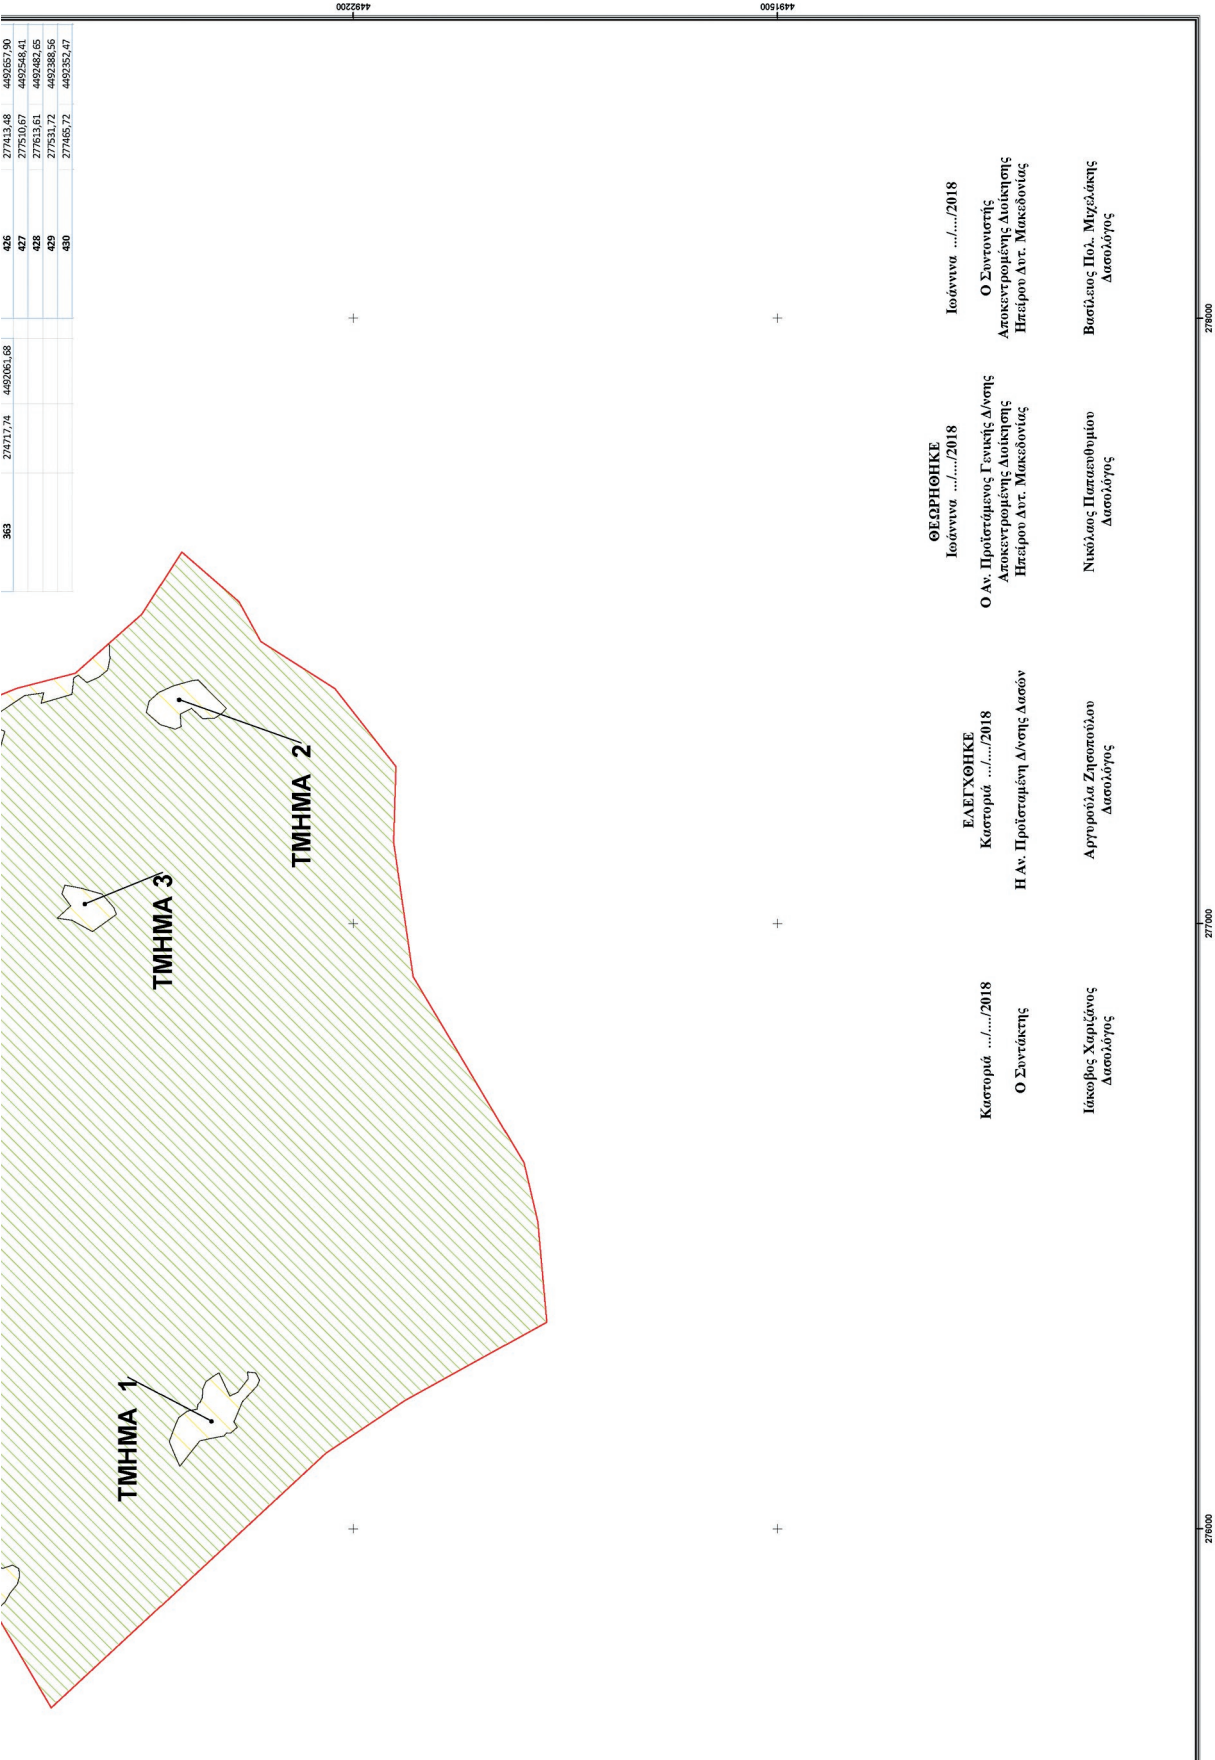 363 274717,74 4492061,68 426 277413,48 4492657,90
427 277510,67 4492548,41
428 277613,61 4492482,65
429 277531,72 4492388,56
430 277465,72 4492352,47
4492200
4491500
ΤΜΗΜΑ 1
ΤΜΗΜΑ 3
ΤΜΗΜΑ 2
Καστοριά .../..../2018
Ο Συντάκτης
Ιάκωβος Χαριζάνος
Δασολόγος
ΕΛΕΓΧΘΗΚΕ
Καστοριά .../..../2018
Η Αν. Προϊσταμένη Δ/νσης Δασών
Αργυρούλα Ζησοπούλου
Δασολόγος
ΘΕΩΡΗΘΗΚΕ
Ιωάννινα .../..../2018
Ο Αν. Προϊστάμενος Γενικής Δ/νσης
Αποκεντρωμένης Διοίκησης
Ηπείρου Δυτ. Μακεδονίας
Νικόλαος Παπαευθυμίου
Δασολόγος
Ιωάννινα .../..../2018
Ο Συντονιστής
Αποκεντρωμένης Διοίκησης
Ηπείρου Δυτ. Μακεδονίας
Βασίλειος Πολ. Μιχελάκης
Δασολόγος
276000
277000
278000